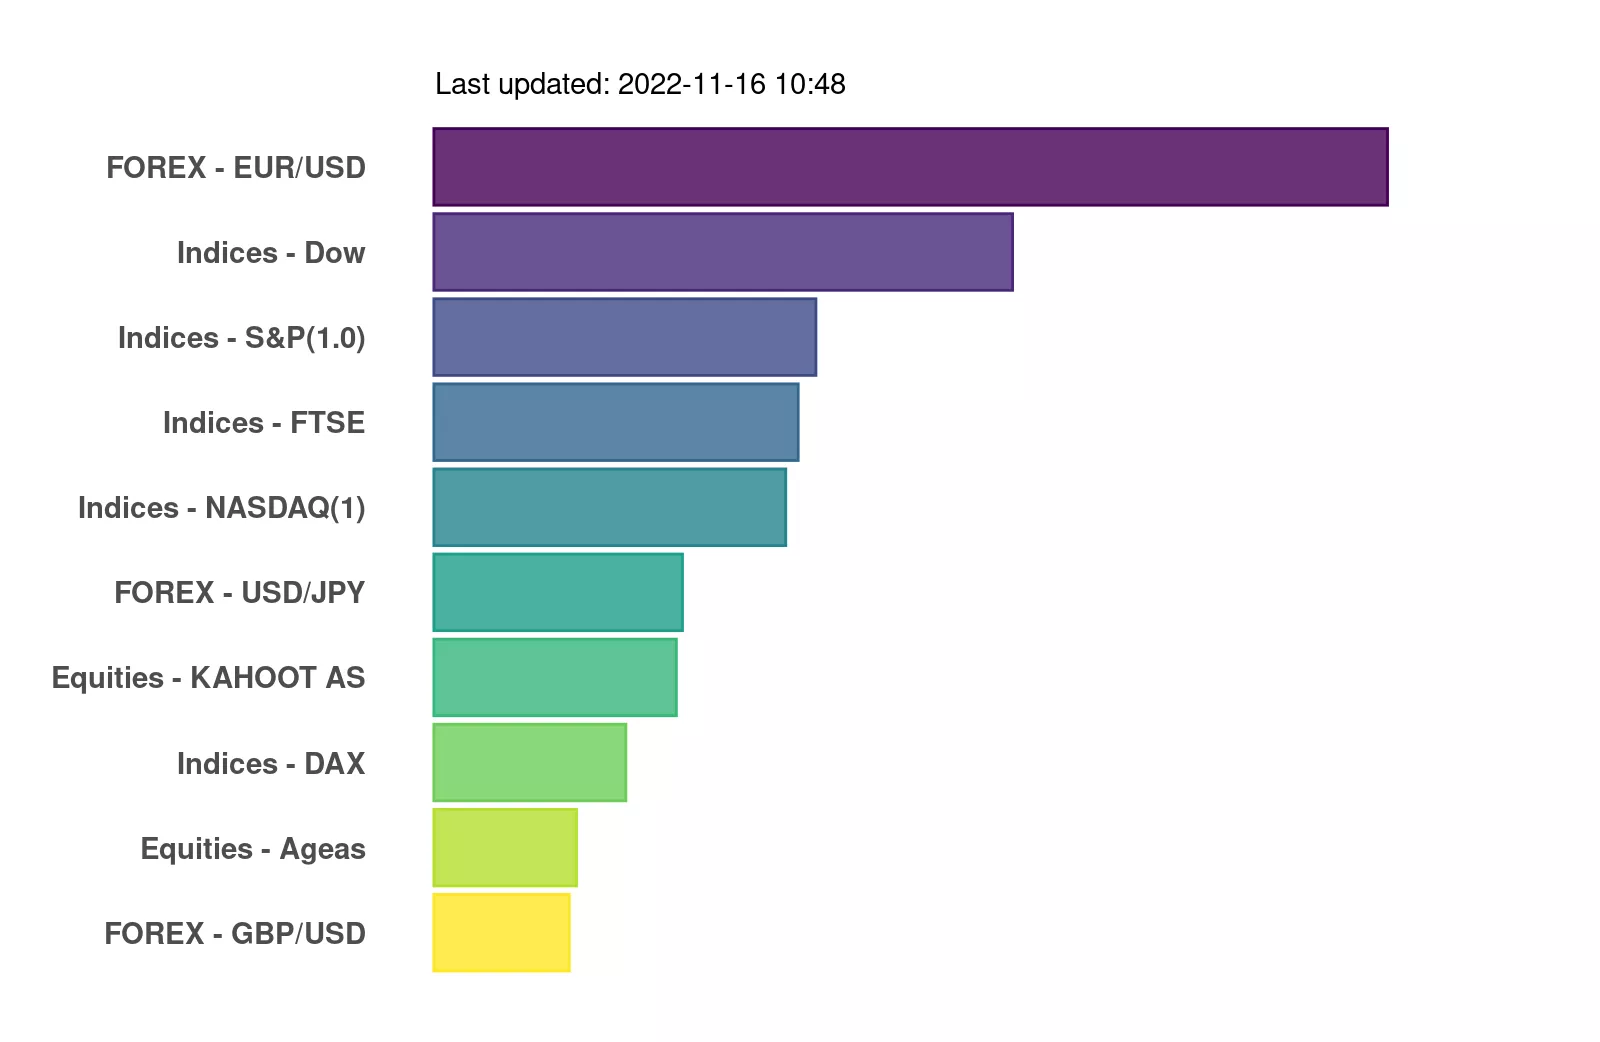 Last updated: 2022-11-16 10:48
FOREX - EUR/USD
Indices - Dow
Indices - S&P(1.0)
Indices - FTSE
Indices - NASDAQ(1)
FOREX - USD/JPY
Equities - KAHOOT AS
Indices - DAX
Equities - Ageas
FOREX - GBP/USD